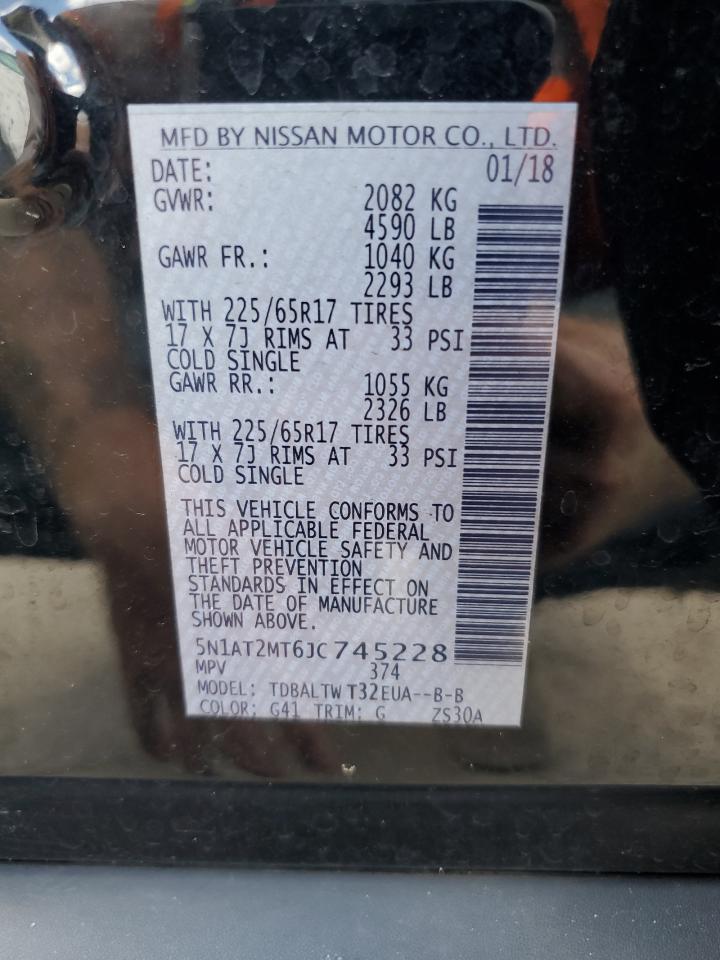 MFD BY NISSAN MOTOR CO., LTD.
DATE: 01/18
GVWR: 2082 KG
4590 LB
GAWR FR.: 1040 KG
2293 LB
WITH 225/65R17 TIRES
17 X 7J RIMS AT 33 PSI
COLD SINGLE
GAWR RR.: 1055 KG
2326 LB
WITH 225/65R17 TIRES
17 X 7J RIMS AT 33 PSI
COLD SINGLE
THIS VEHICLE CONFORMS TO
ALL APPLICABLE FEDERAL
MOTOR VEHICLE SAFETY AND
THEFT PREVENTION
STANDARDS IN EFFECT ON
THE DATE OF MANUFACTURE
SHOWN ABOVE.
5N1AT2MT6JC745228
MPV 374
MODEL: TDBALTW T32EUA--B-B
COLOR: G41 TRIM: G ZS30A